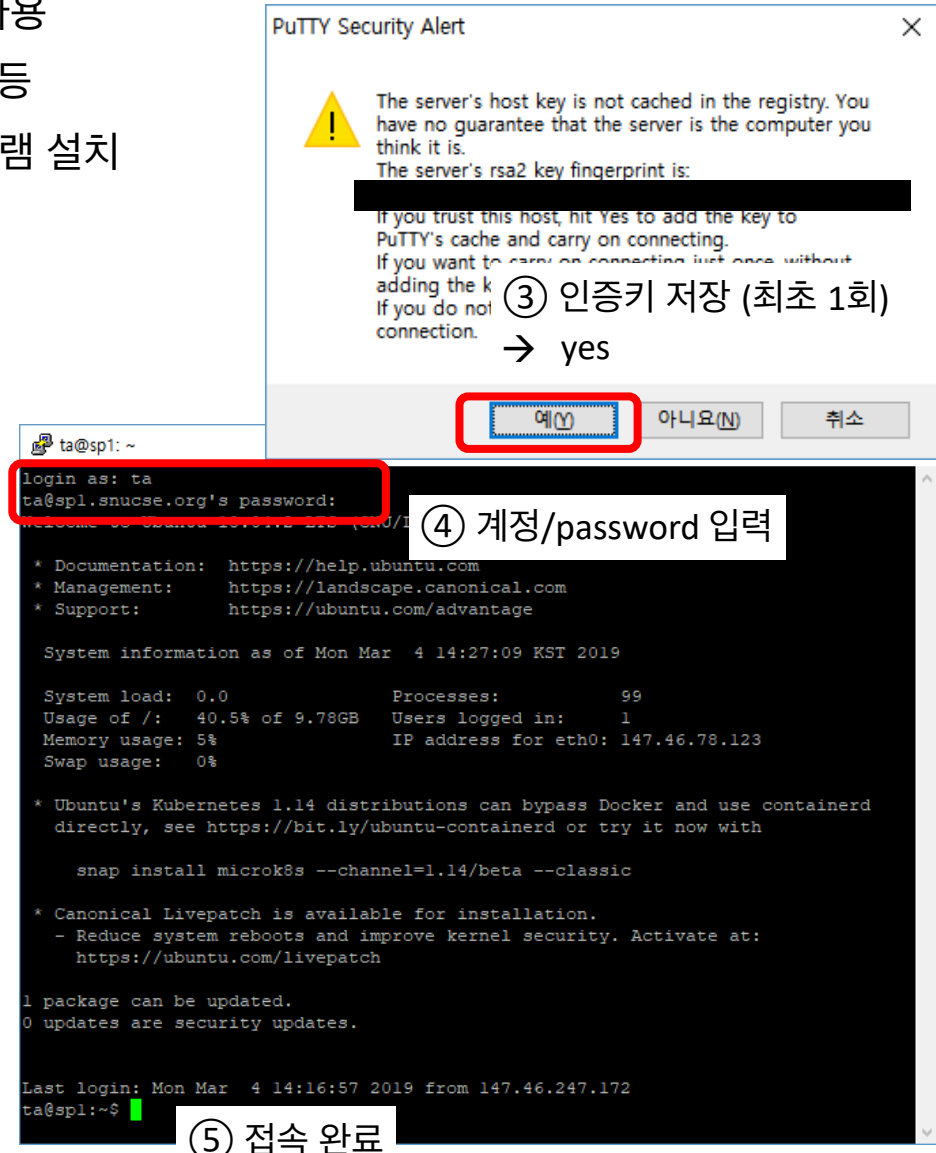 용
등
램 설치
PuTTY Security Alert
The server's host key is not cached in the registry. You
have no guarantee that the server is the computer you
think it is.
The server's rsa2 key fingerprint is:
If you trust this host, hit Yes to add the key to
PuTTY's cache and carry on connecting.
If you want to carry on connecting just once, without
adding the k
If you do not
connection.
③ 인증키 저장 (최초 1회)
→ yes
예(Y) 아니요(N) 취소
ta@sp1: ~
login as: ta
ta@sp1.snucse.org's password:
④ 계정/password 입력
* Documentation: https://help.ubuntu.com
* Management: https://landscape.canonical.com
* Support: https://ubuntu.com/advantage
System information as of Mon Mar 4 14:27:09 KST 2019
System load: 0.0 Processes: 99
Usage of /: 40.5% of 9.78GB Users logged in: 1
Memory usage: 5% IP address for eth0: 147.46.78.123
Swap usage: 0%
* Ubuntu's Kubernetes 1.14 distributions can bypass Docker and use containerd
directly, see https://bit.ly/ubuntu-containerd or try it now with
snap install microk8s --channel=1.14/beta --classic
* Canonical Livepatch is available for installation.
- Reduce system reboots and improve kernel security. Activate at:
https://ubuntu.com/livepatch
1 package can be updated.
0 updates are security updates.
Last login: Mon Mar 4 14:16:57 2019 from 147.46.247.172
ta@sp1:~$
⑤ 접속 완료